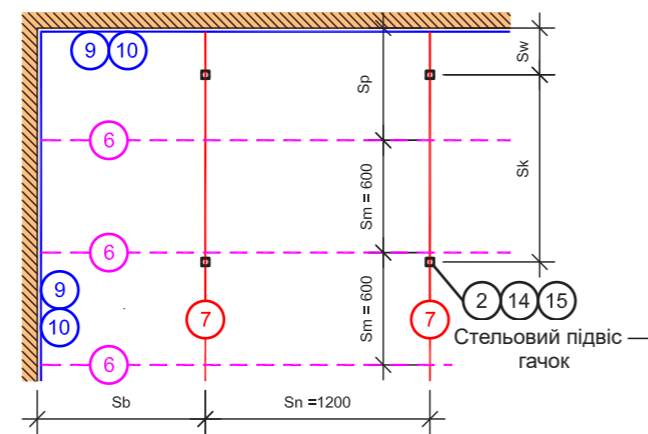 9 10
Sw
Sp
6
Sk
Sm = 600
6
9
10
7
7
2 14 15
Sm = 600
Стельовий підвіс —
гачок
6
Sb
Sn =1200